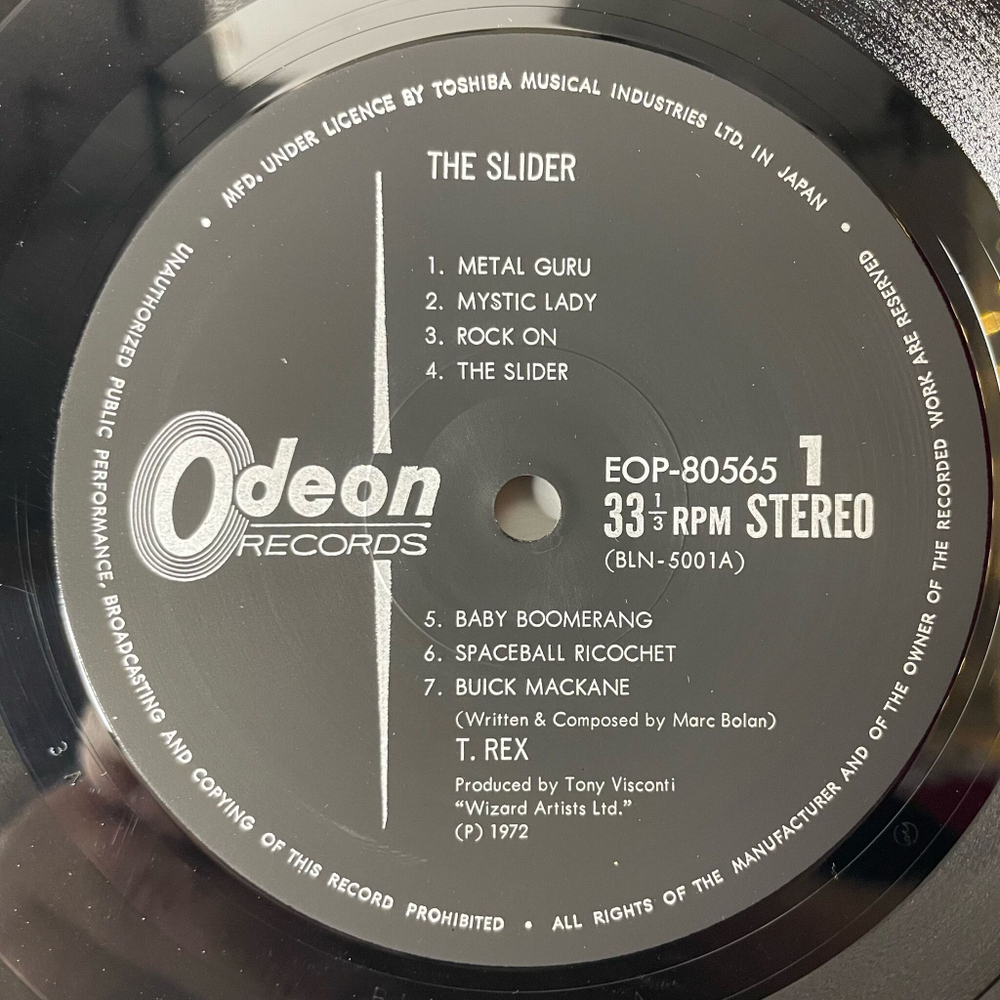 MFD. UNDER LICENCE BY TOSHIBA MUSICAL INDUSTRIES LTD. IN JAPAN
THE SLIDER
1. METAL GURU
2. MYSTIC LADY
3. ROCK ON
4. THE SLIDER
Odeon
RECORDS
EOP-80565 1
33 1/3 RPM STEREO
(BLN-5001A)
5. BABY BOOMERANG
6. SPACEBALL RICOCHET
7. BUICK MACKANE
(Written & Composed by Marc Bolan)
T. REX
Produced by Tony Visconti
“Wizard Artists Ltd.”
(P) 1972
UNAUTHORIZED PUBLIC PERFORMANCE, BROADCASTING AND COPYING OF THIS RECORD PROHIBITED • ALL RIGHTS OF THE MANUFACTURER AND OF THE OWNER OF THE RECORDED WORK ARE RESERVED